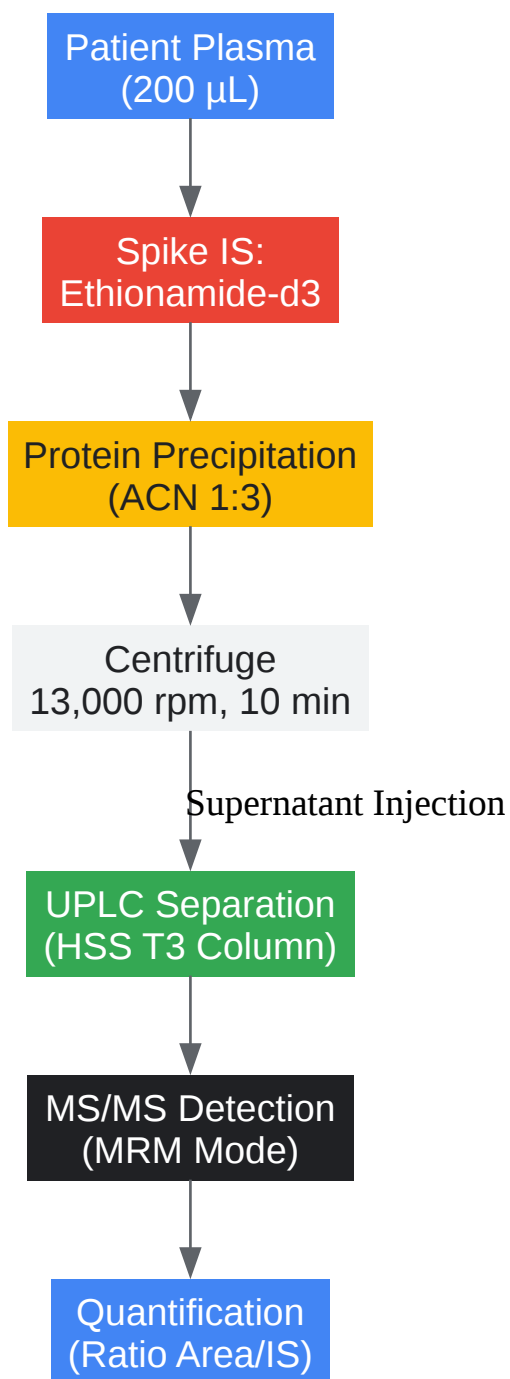 Patient Plasma
(200 µL)
Spike IS:
Ethionamide-d3
Protein Precipitation
(ACN 1:3)
Centrifuge
13,000 rpm, 10 min
Supernatant Injection
UPLC Separation
(HSS T3 Column)
MS/MS Detection
(MRM Mode)
Quantification
(Ratio Area/IS)